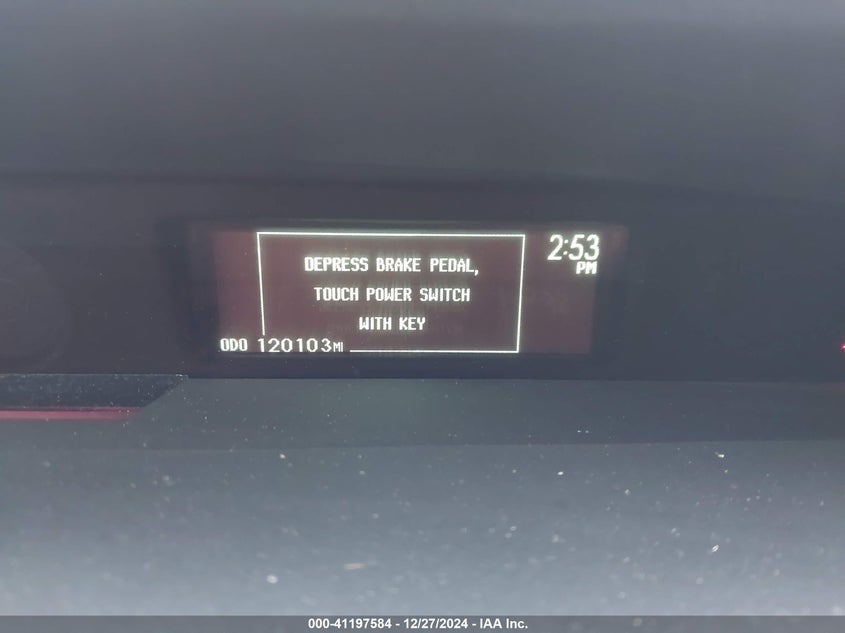 DEPRESS BRAKE PEDAL,
TOUCH POWER SWITCH
WITH KEY
2:53
PM
ODO 120103MI
000-41197584 - 12/27/2024 - IAA Inc.